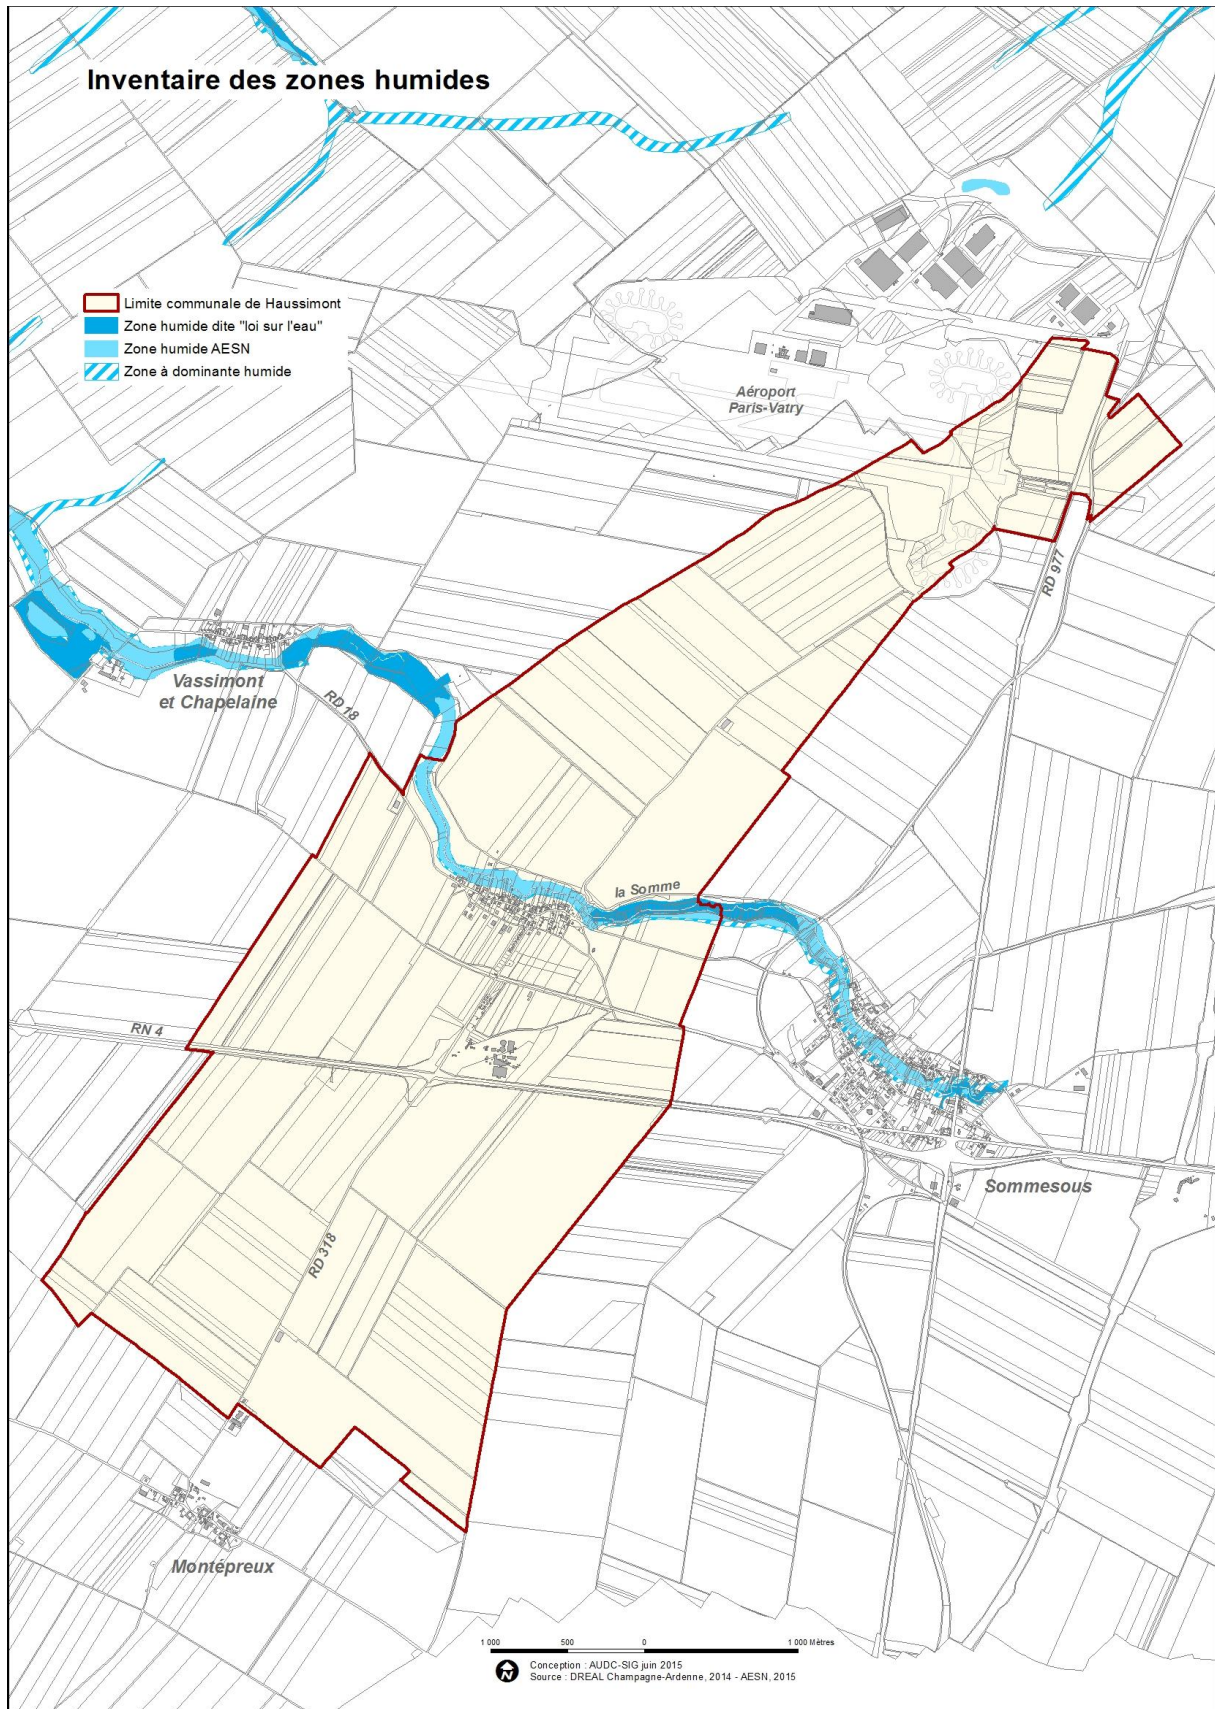 Inventaire des zones humides
Limite communale de Haussimont
Zone humide dite "loi sur l'eau"
Zone humide AESN
Zone à dominante humide
Aéroport
Paris-Vatry
RD 977
Vassimont
et Chapelaine
RD 18
la Somme
RN 4
Sommesous
RD 318
Montépreux
1 000 500 0 1 000 Mètres
N
Conception : AUDC-SIG juin 2015
Source : DREAL Champagne-Ardenne, 2014 - AESN, 2015